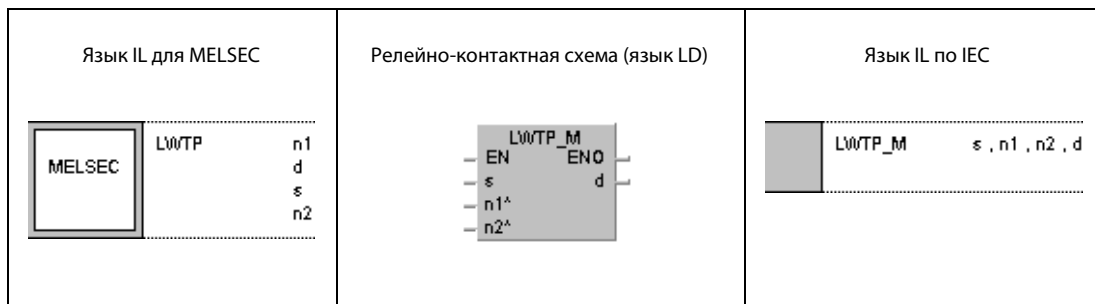 Язык IL для MELSEC
MELSEC
LWTP n1
d
s
n2
Релейно-контактная схема (язык LD)
LWTP_M
EN ENO
s d
n1^
n2^
Язык IL по IEC
LWTP_M s , n1 , n2 , d